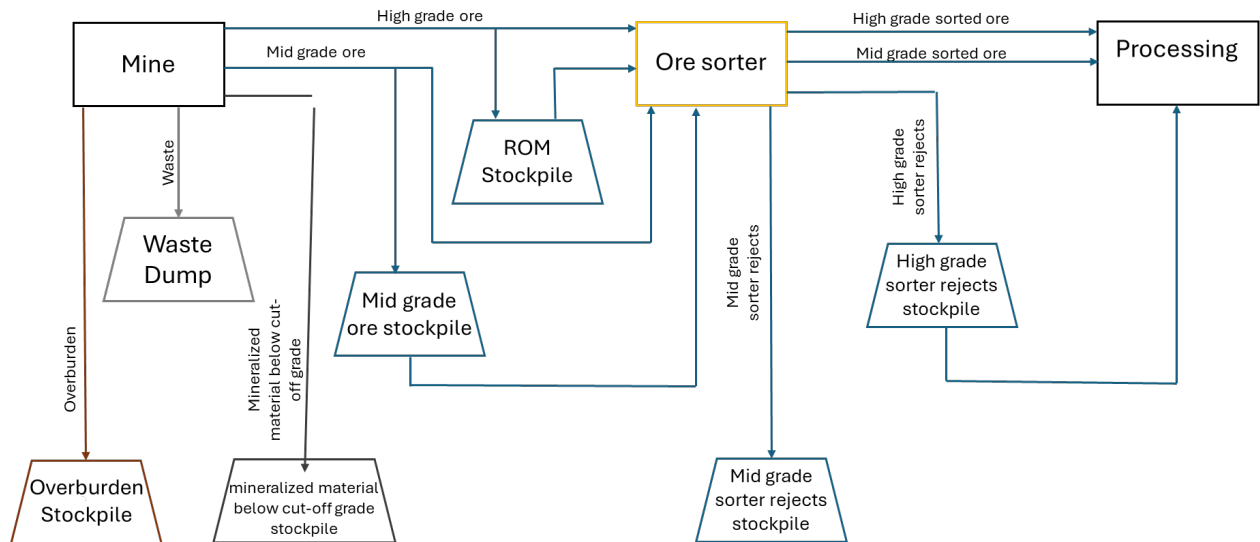 High grade ore
High grade sorted ore
Mine
Mid grade ore
Ore sorter
Mid grade sorted ore
Processing
Waste
ROM
Stockpile
High grade
sorter rejects
Waste
Dump
Mid grade
sorter rejects
High grade
sorter rejects
stockpile
Mid grade
ore stockpile
Overburden
Mineralized
material below cut-
off grade
Overburden
Stockpile
mineralized material
below cut-off grade
stockpile
Mid grade
sorter rejects
stockpile